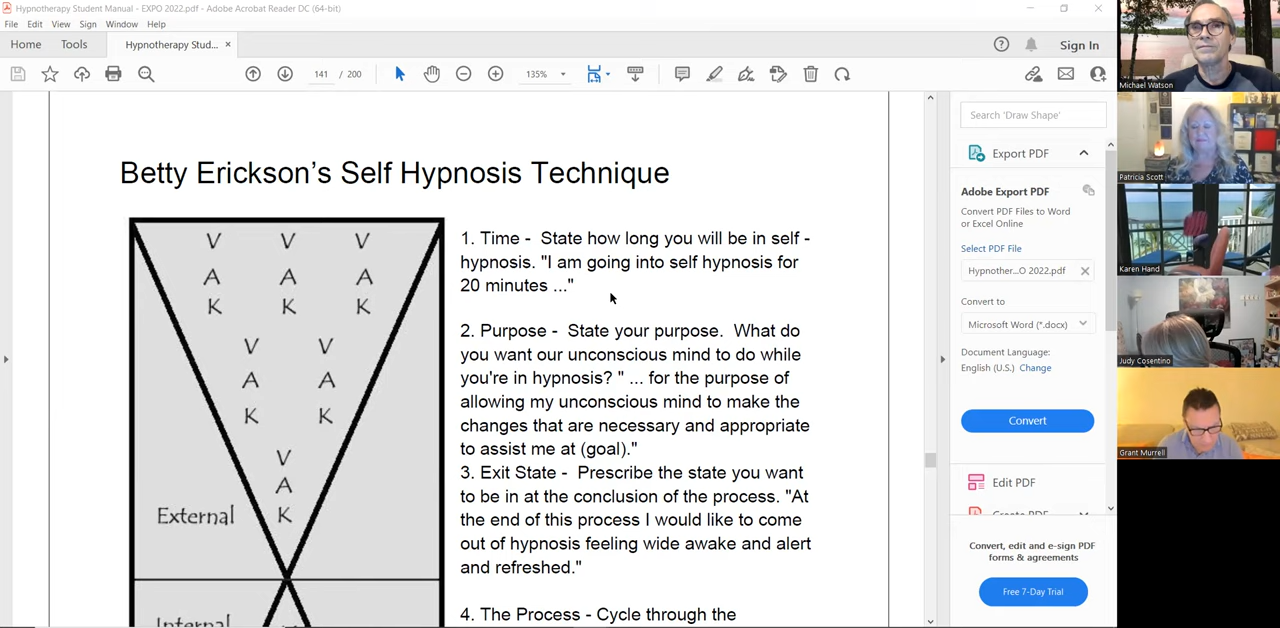 Hypnotherapy Student Manual - EXPO 2022.pdf - Adobe Acrobat Reader DC (64-bit)
File Edit View Sign Window Help
Home Tools Hypnotherapy Stud... × Sign In
141 / 200 135%
Betty Erickson's Self Hypnosis Technique
V V V
A A A
K K K
V V
A A
K K
V
A
External K
Internal
1. Time - State how long you will be in self -
hypnosis. "I am going into self hypnosis for
20 minutes ..."
2. Purpose - State your purpose. What do
you want our unconscious mind to do while
you're in hypnosis? " ... for the purpose of
allowing my unconscious mind to make the
changes that are necessary and appropriate
to assist me at (goal)."
3. Exit State - Prescribe the state you want
to be in at the conclusion of the process. "At
the end of this process I would like to come
out of hypnosis feeling wide awake and alert
and refreshed."
4. The Process - Cycle through the
Search 'Draw Shape'
Export PDF
Adobe Export PDF
Convert PDF Files to Word
or Excel Online
Select PDF File
Hypnother...O 2022.pdf
Convert to
Microsoft Word (*.docx)
Document Language:
English (U.S.) Change
Convert
Edit PDF
Create PDF
Convert, edit and e-sign PDF
forms & agreements
Free 7-Day Trial
Michael Watson
Patricia Scott
Karen Hand
Judy Cosentino
Grant Murrell